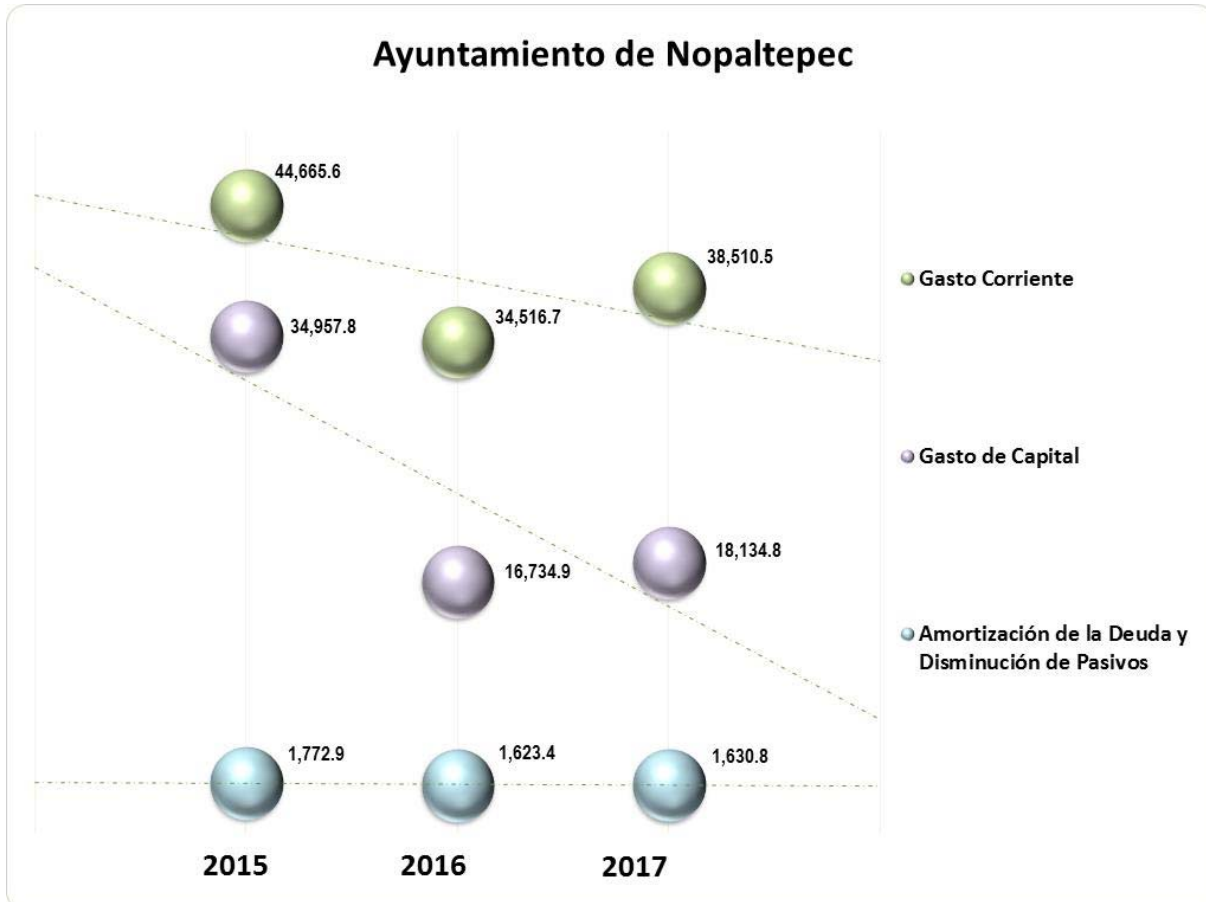 Ayuntamiento de Nopaltepec
44,665.6
38,510.5
34,957.8
34,516.7
16,734.9
18,134.8
1,772.9
1,623.4
1,630.8
2015
2016
2017
Gasto Corriente
Gasto de Capital
Amortización de la Deuda y
Disminución de Pasivos